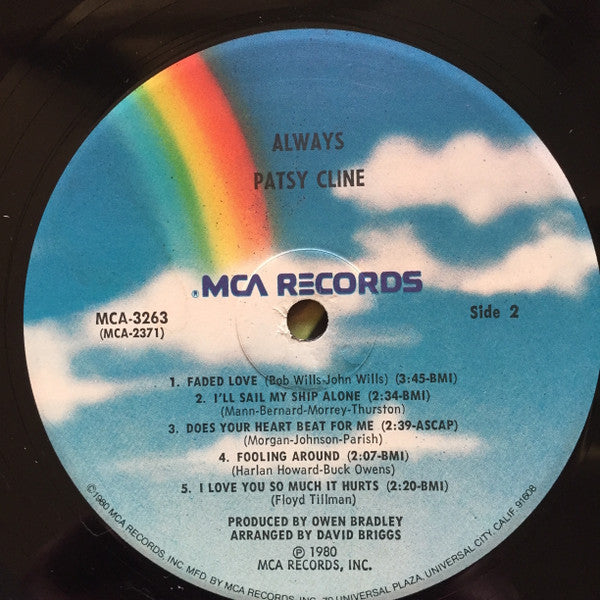 ALWAYS
PATSY CLINE
®MCA RECORDS
MCA-3263
(MCA-2371)
Side 2
1. FADED LOVE (Bob Wills-John Wills) (3:45-BMI)
2. I'LL SAIL MY SHIP ALONE (2:34-BMI)
(Mann-Bernard-Morrey-Thurston)
3. DOES YOUR HEART BEAT FOR ME (2:39-ASCAP)
(Morgan-Johnson-Parish)
4. FOOLING AROUND (2:07-BMI)
(Harlan Howard-Buck Owens)
5. I LOVE YOU SO MUCH IT HURTS (2:20-BMI)
(Floyd Tillman)
PRODUCED BY OWEN BRADLEY
ARRANGED BY DAVID BRIGGS
℗ 1980
MCA RECORDS, INC.
©1980 MCA RECORDS, INC. MFD. BY MCA RECORDS, INC. 70 UNIVERSAL PLAZA, UNIVERSAL CITY, CALIF. 91608